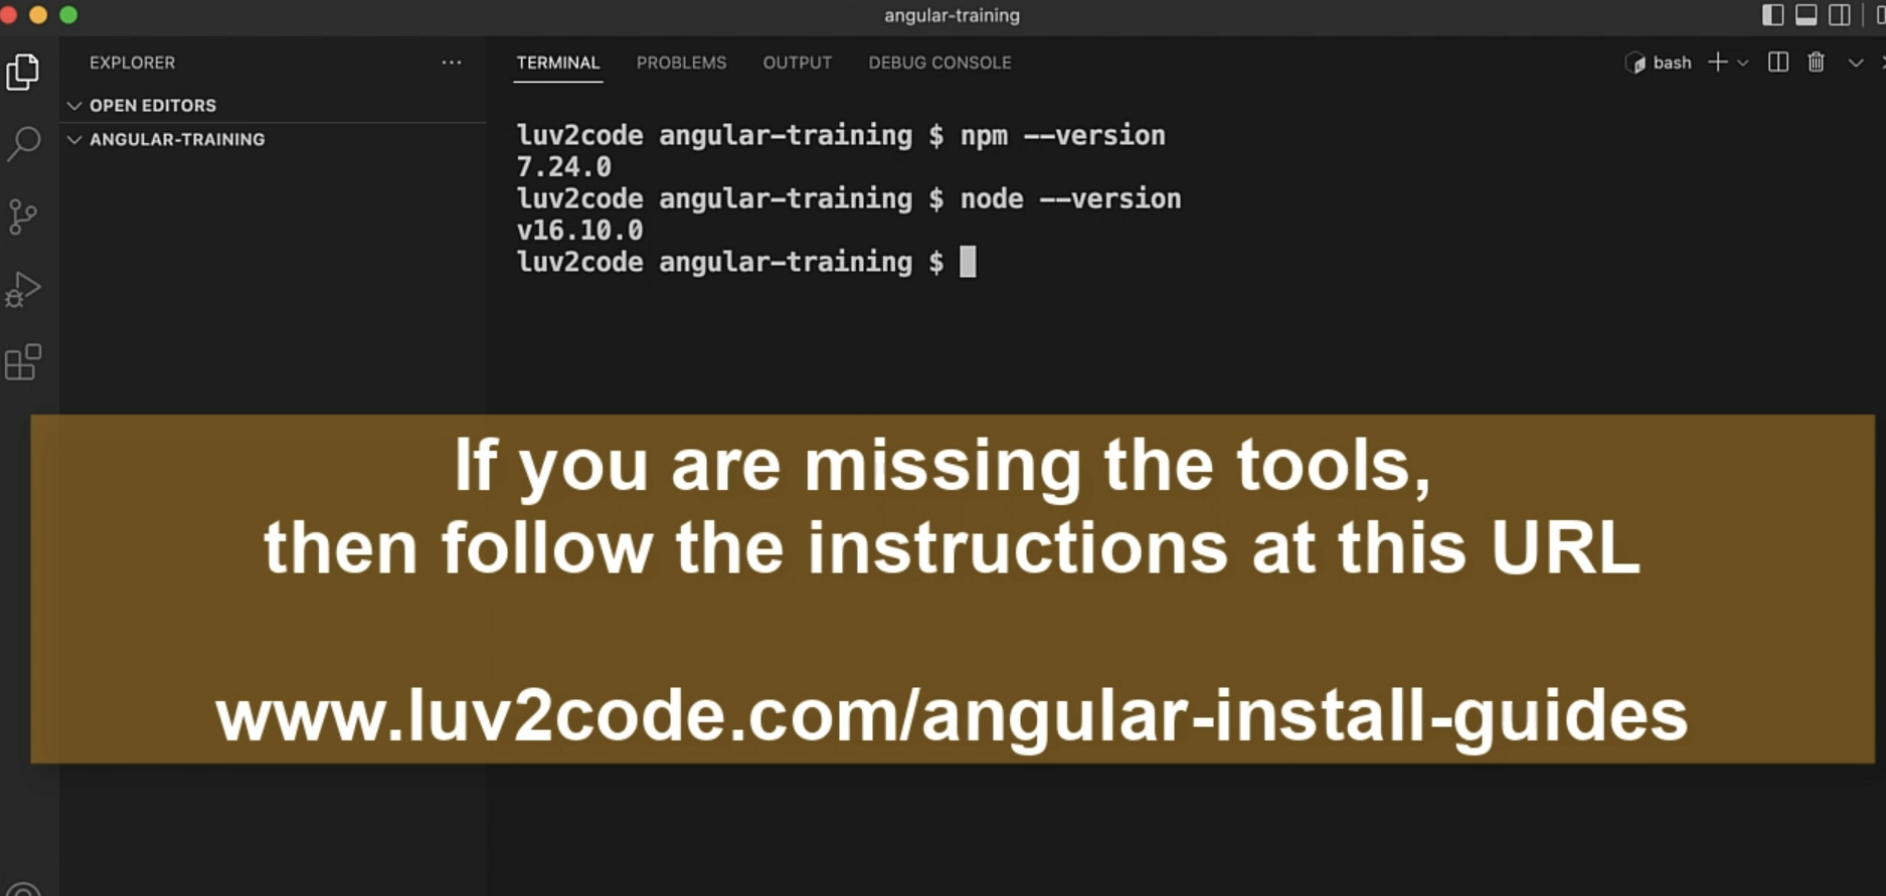 angular-training
EXPLORER
OPEN EDITORS
ANGULAR-TRAINING
TERMINAL PROBLEMS OUTPUT DEBUG CONSOLE
bash
luv2code angular-training $ npm --version
7.24.0
luv2code angular-training $ node --version
v16.10.0
luv2code angular-training $
If you are missing the tools,
then follow the instructions at this URL
www.luv2code.com/angular-install-guides